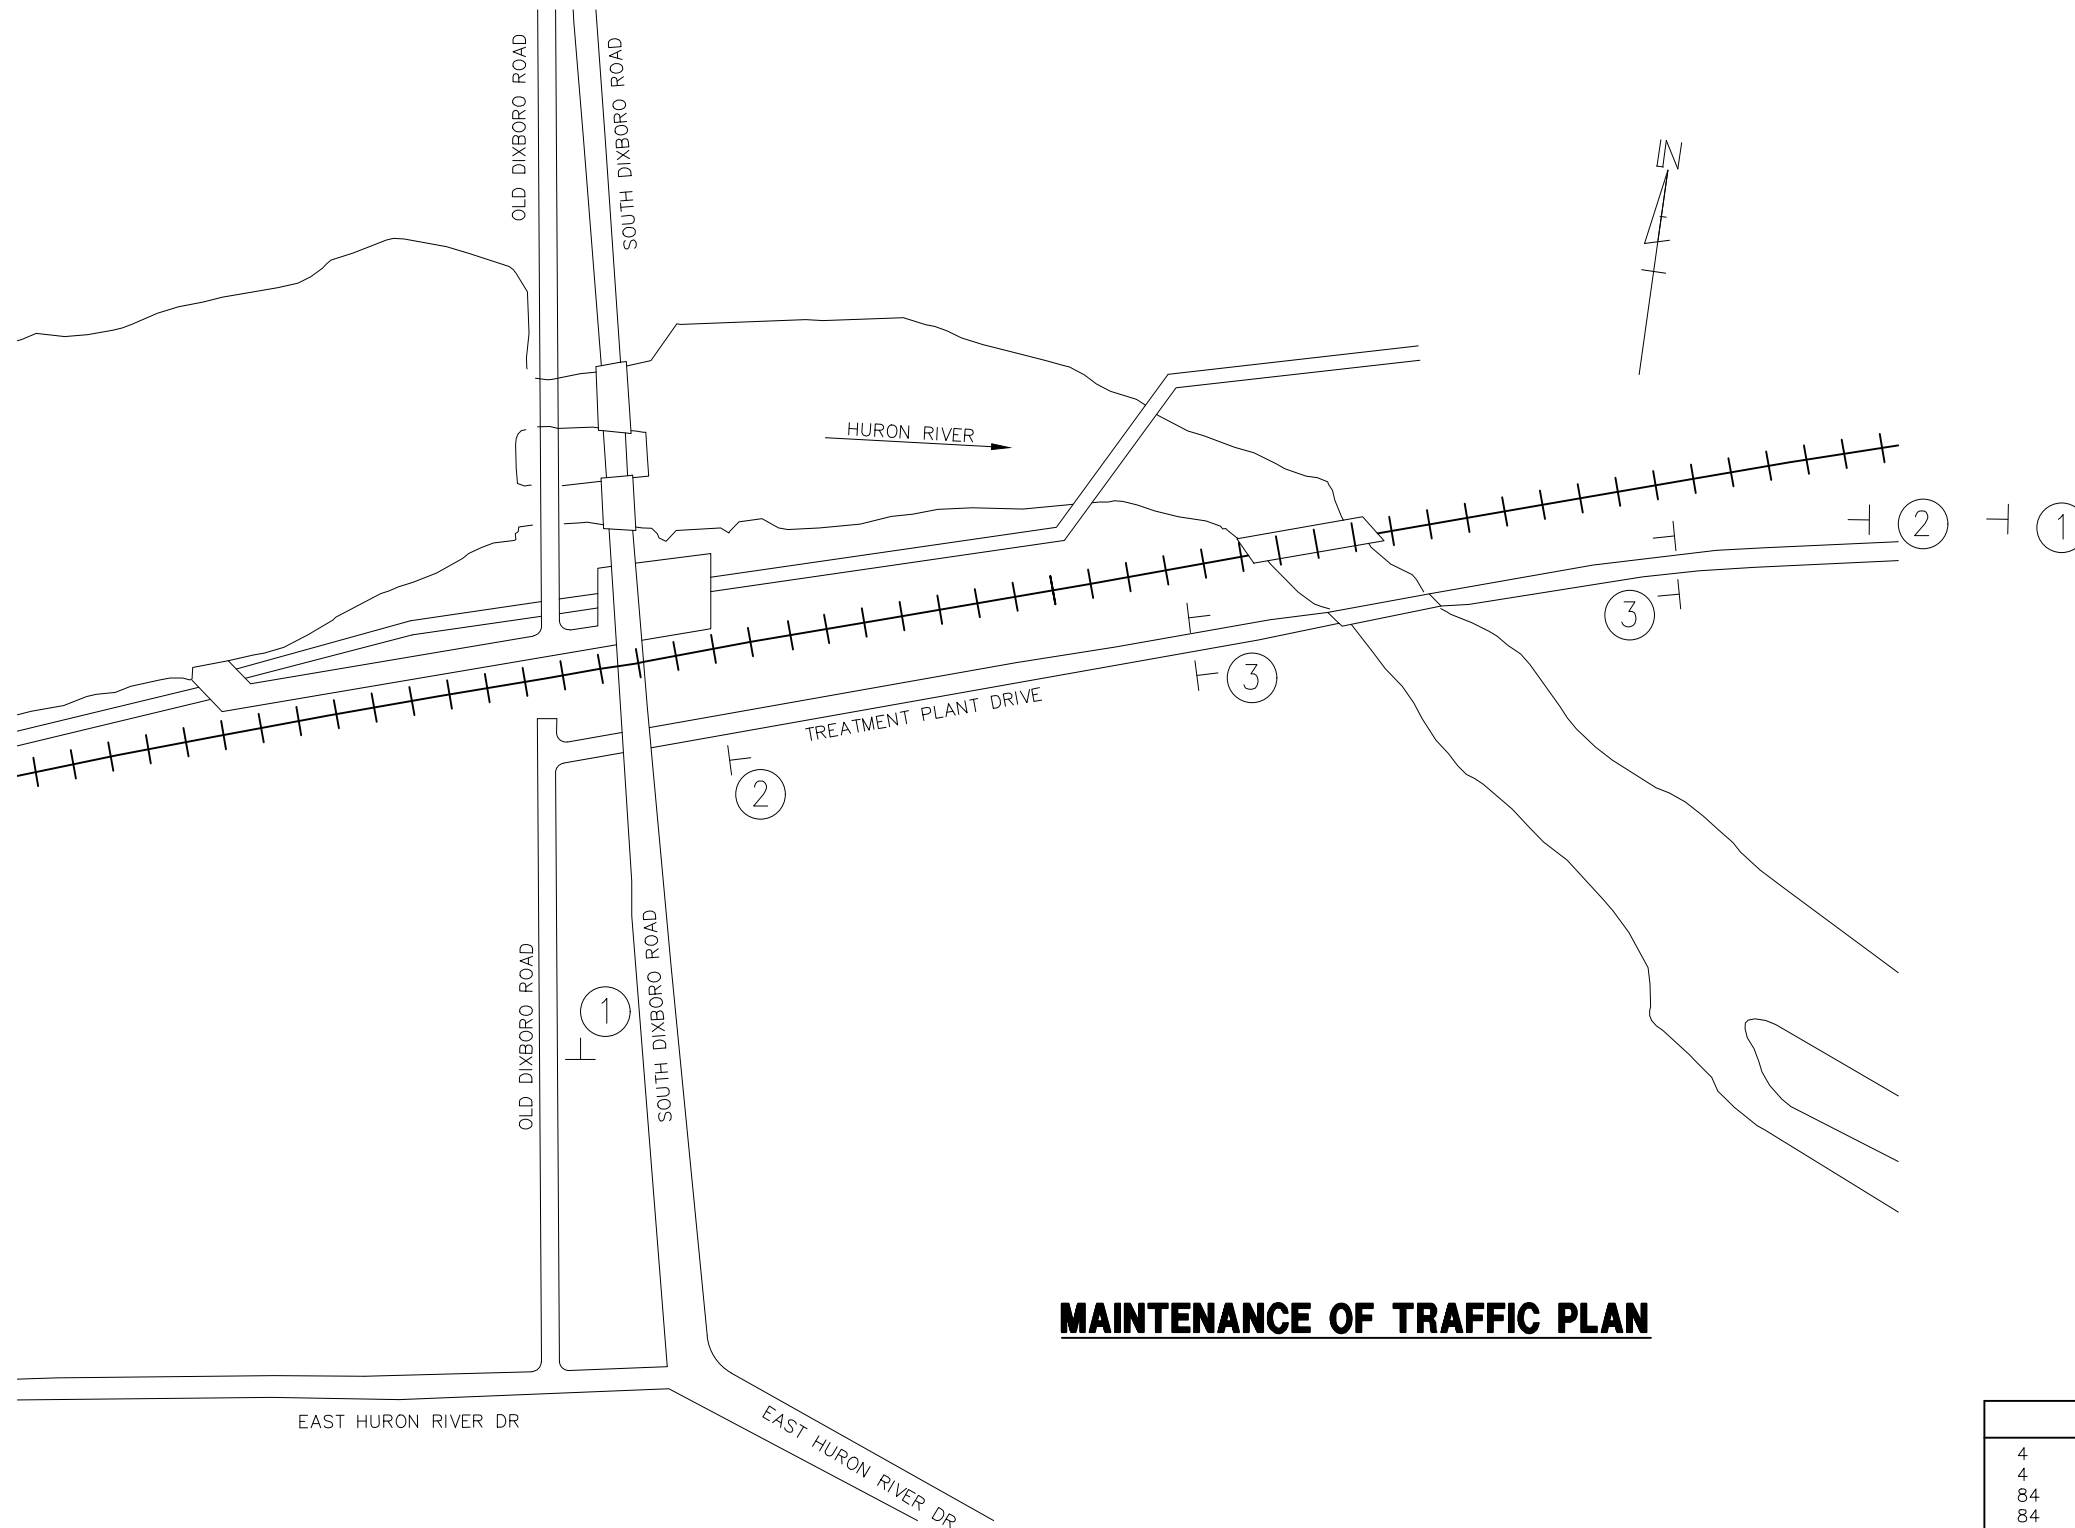 OLD DIXBORO ROAD
SOUTH DIXBORO ROAD
N
HURON RIVER
2
1
3
3
TREATMENT PLANT DRIVE
2
1
OLD DIXBORO ROAD
SOUTH DIXBORO ROAD
MAINTENANCE OF TRAFFIC PLAN
EAST HURON RIVER DR
EAST HURON RIVER DR
4
4
84
84